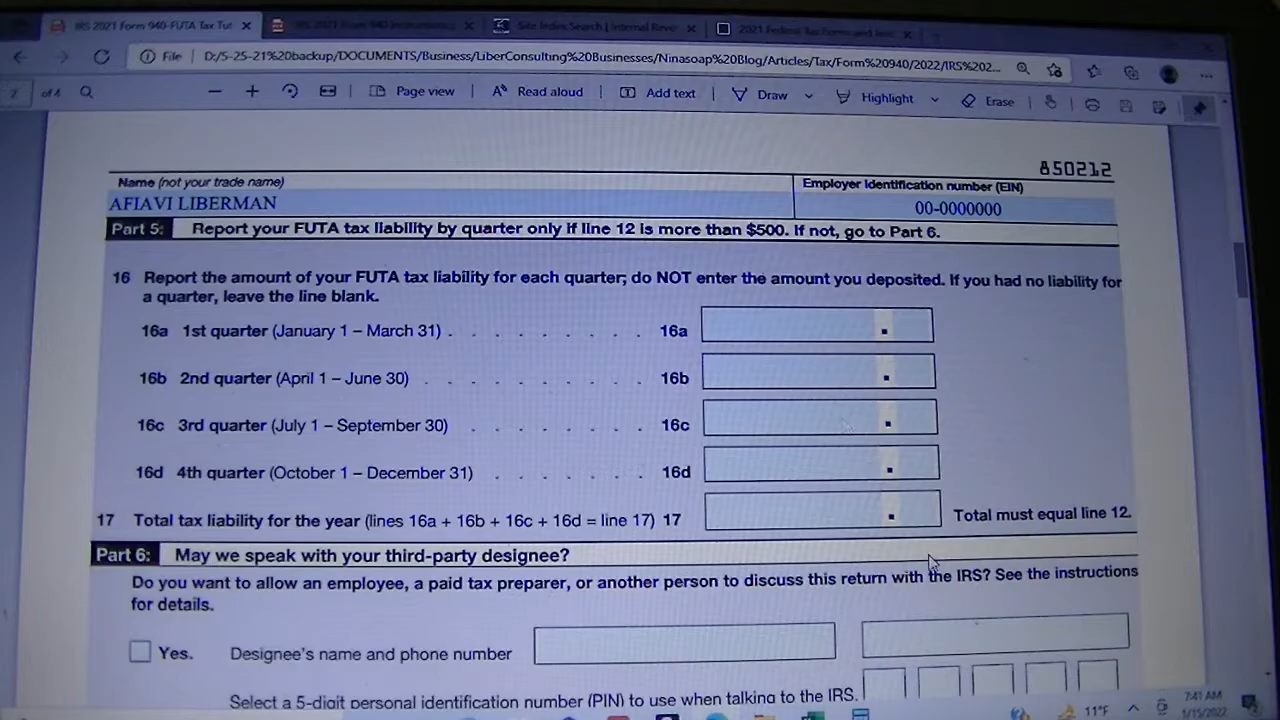 IRS 2021 Form 940-FUTA Tax Tut
IRS 2021 Form 940 Instructions
Site Index Search | Internal Reve
2021 Federal Tax Forms and Inst
File D:/5-25-21%20backup/DOCUMENTS/Business/LiberConsulting%20Businesses/Ninasoap%20Blog/Articles/Tax/Form%20940/2022/IRS%202...
2 of 4 Page view Read aloud Add text Draw Highlight Erase
850212
Name (not your trade name) Employer identification number (EIN)
AFIAVI LIBERMAN 00-0000000
Part 5: Report your FUTA tax liability by quarter only if line 12 is more than $500. If not, go to Part 6.
16 Report the amount of your FUTA tax liability for each quarter; do NOT enter the amount you deposited. If you had no liability for
a quarter, leave the line blank.
16a 1st quarter (January 1 – March 31) . . . . . . . . . 16a .
16b 2nd quarter (April 1 – June 30) . . . . . . . . . . 16b .
16c 3rd quarter (July 1 – September 30) . . . . . . . . 16c .
16d 4th quarter (October 1 – December 31) . . . . . . . 16d .
17 Total tax liability for the year (lines 16a + 16b + 16c + 16d = line 17) 17 . Total must equal line 12.
Part 6: May we speak with your third-party designee?
Do you want to allow an employee, a paid tax preparer, or another person to discuss this return with the IRS? See the instructions
for details.
Yes. Designee's name and phone number
Select a 5-digit personal identification number (PIN) to use when talking to the IRS.
11°F
7:41 AM
1/15/2022